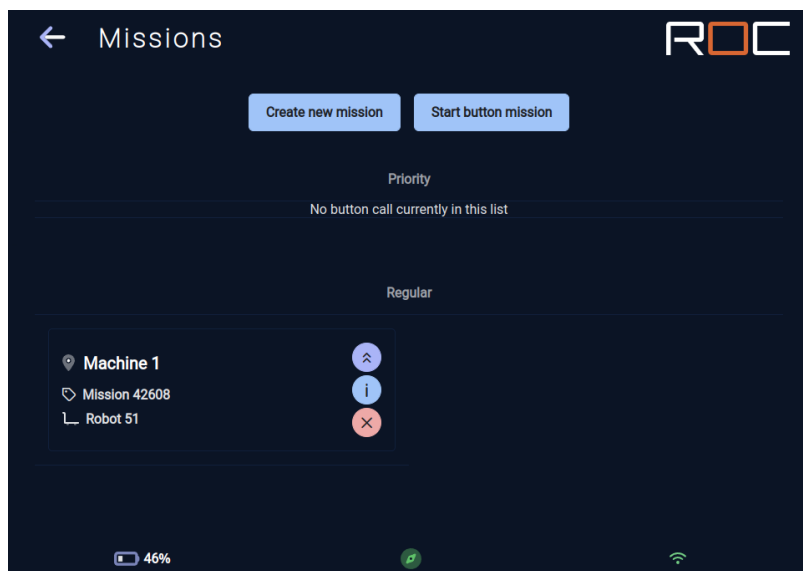 Missions
ROC
Create new mission
Start button mission
Priority
No button call currently in this list
Regular
Machine 1
Mission 42608
Robot 51
i
46%